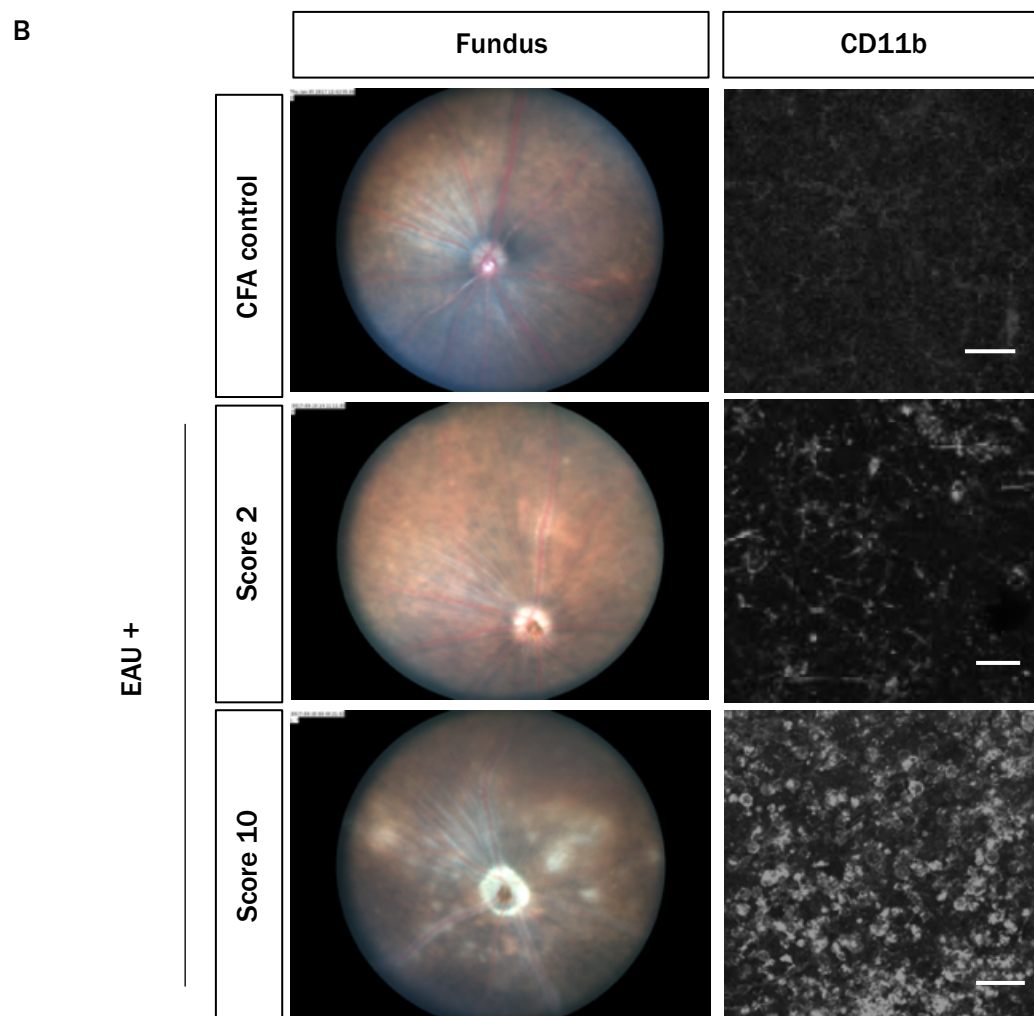 B
Fundus
CD11b
CFA control
EAU +
Score 2
Score 10